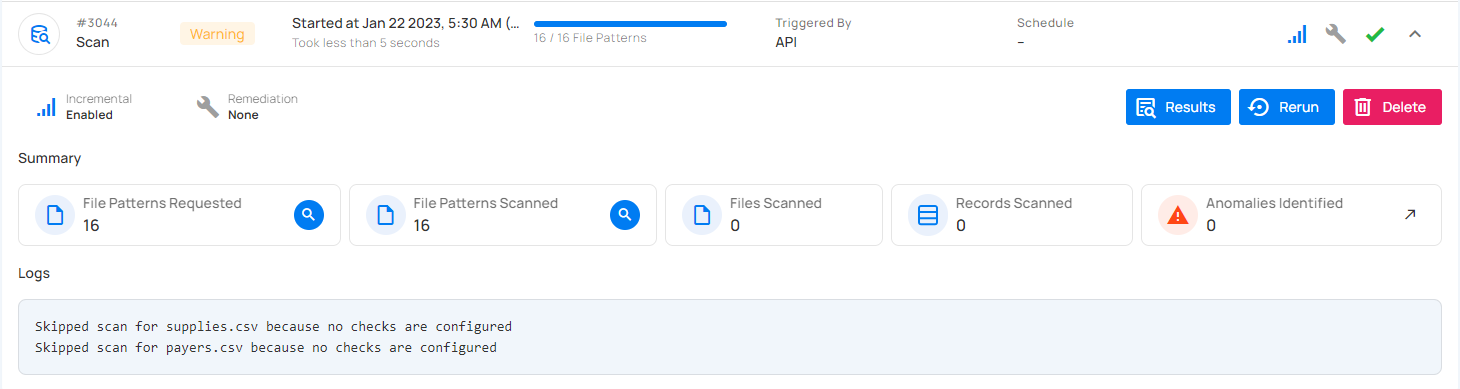 #3044
Scan
Warning
Started at Jan 22 2023, 5:30 AM (...
Took less than 5 seconds
16 / 16 File Patterns
Triggered By
API
Schedule
–
Incremental
Enabled
Remediation
None
Results
Rerun
Delete
Summary
File Patterns Requested
16
File Patterns Scanned
16
Files Scanned
0
Records Scanned
0
Anomalies Identified
0
Logs
Skipped scan for supplies.csv because no checks are configured
Skipped scan for payers.csv because no checks are configured